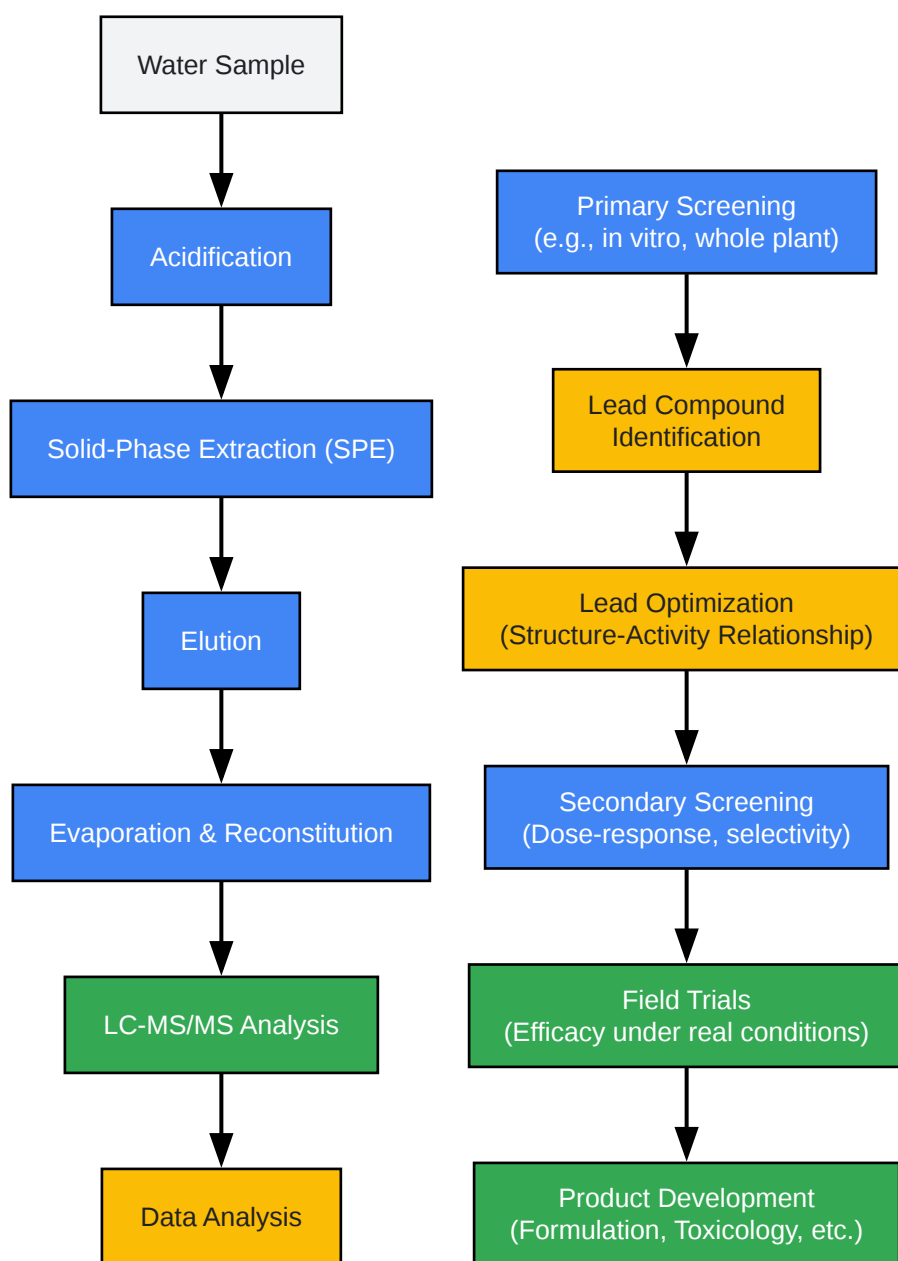 Water Sample
Acidification
Solid-Phase Extraction (SPE)
Elution
Evaporation & Reconstitution
LC-MS/MS Analysis
Data Analysis
Primary Screening
(e.g., in vitro, whole plant)
Lead Compound
Identification
Lead Optimization
(Structure-Activity Relationship)
Secondary Screening
(Dose-response, selectivity)
Field Trials
(Efficacy under real conditions)
Product Development
(Formulation, Toxicology, etc.)